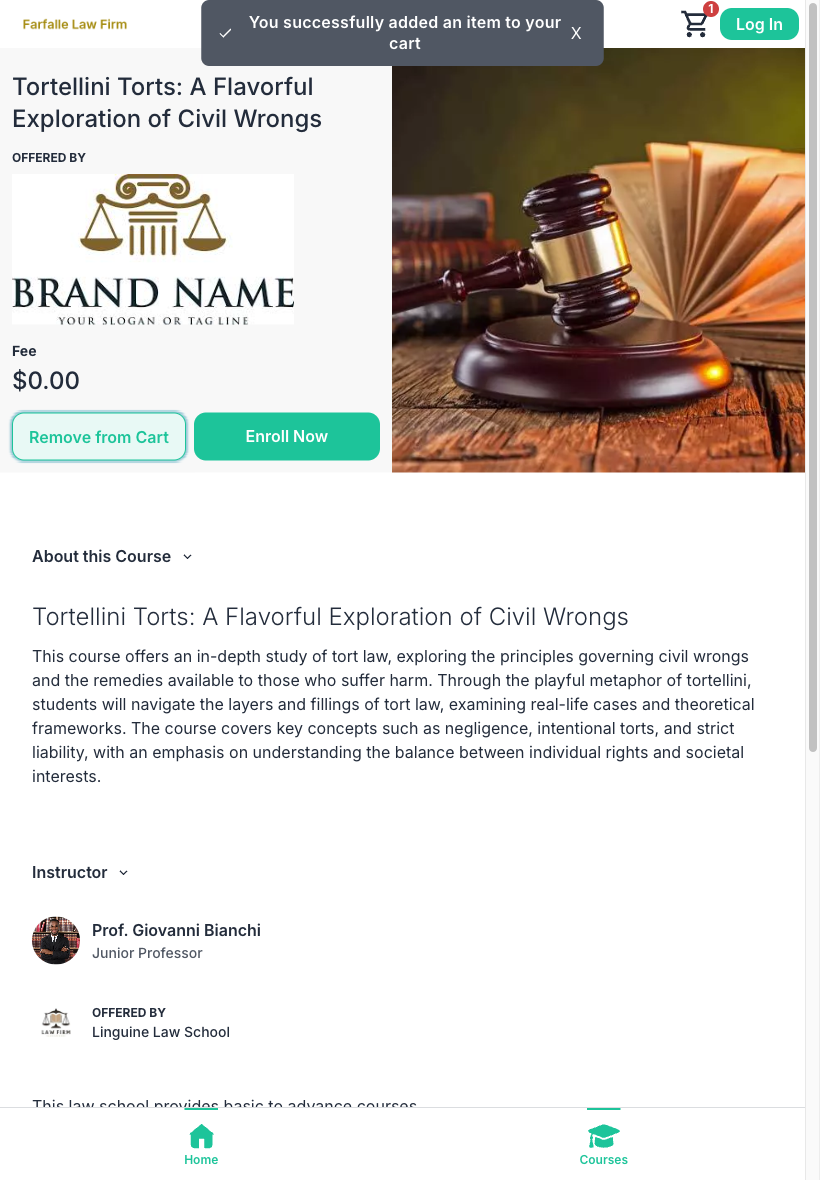 Farfalle Law Firm
You successfully added an item to your
cart
X
1
Log In
Tortellini Torts: A Flavorful
Exploration of Civil Wrongs
OFFERED BY
BRAND NAME
YOUR SLOGAN OR TAG LINE
Fee
$0.00
Remove from Cart
Enroll Now
About this Course
Tortellini Torts: A Flavorful Exploration of Civil Wrongs
This course offers an in-depth study of tort law, exploring the principles governing civil wrongs
and the remedies available to those who suffer harm. Through the playful metaphor of tortellini,
students will navigate the layers and fillings of tort law, examining real-life cases and theoretical
frameworks. The course covers key concepts such as negligence, intentional torts, and strict
liability, with an emphasis on understanding the balance between individual rights and societal
interests.
Instructor
Prof. Giovanni Bianchi
Junior Professor
LAW FIRM
OFFERED BY
Linguine Law School
This law school provides basic to advance courses
Home
Courses